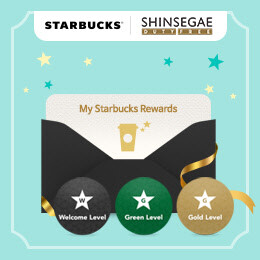 STARBUCKS® SHINSEGAE
DUTY FREE
My Starbucks Rewards
W G G
Welcome Level Green Level Gold Level